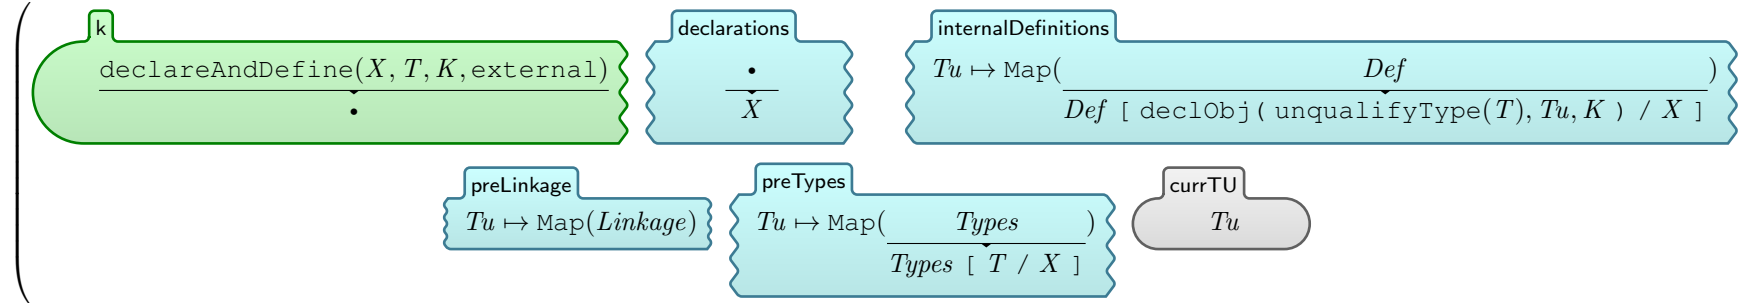 k declarations internalDefinitions
declareAndDefine(X, T, K, external) • Tu ↦ Map( Def )
• X Def [ declObj( unqualifyType(T), Tu, K ) / X ]
preLinkage preTypes currTU
Tu ↦ Map(Linkage) Tu ↦ Map( Types ) Tu
Types [ T / X ]